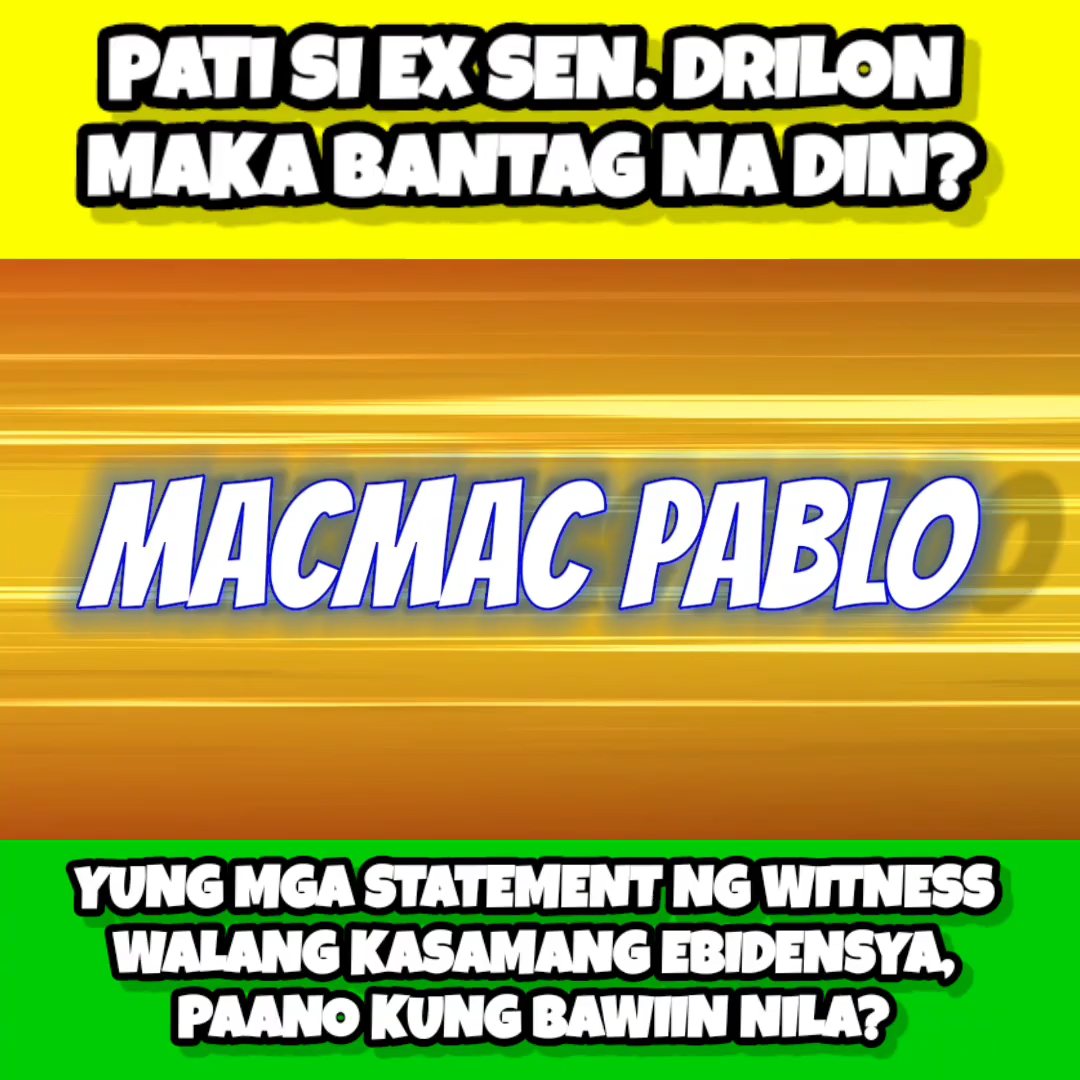 PATI SI EX SEN. DRILON
MAKA BANTAG NA DIN?
MACMAC PABLO
YUNG MGA STATEMENT NG WITNESS
WALANG KASAMANG EBIDENSYA,
PAANO KUNG BAWIIN NILA?